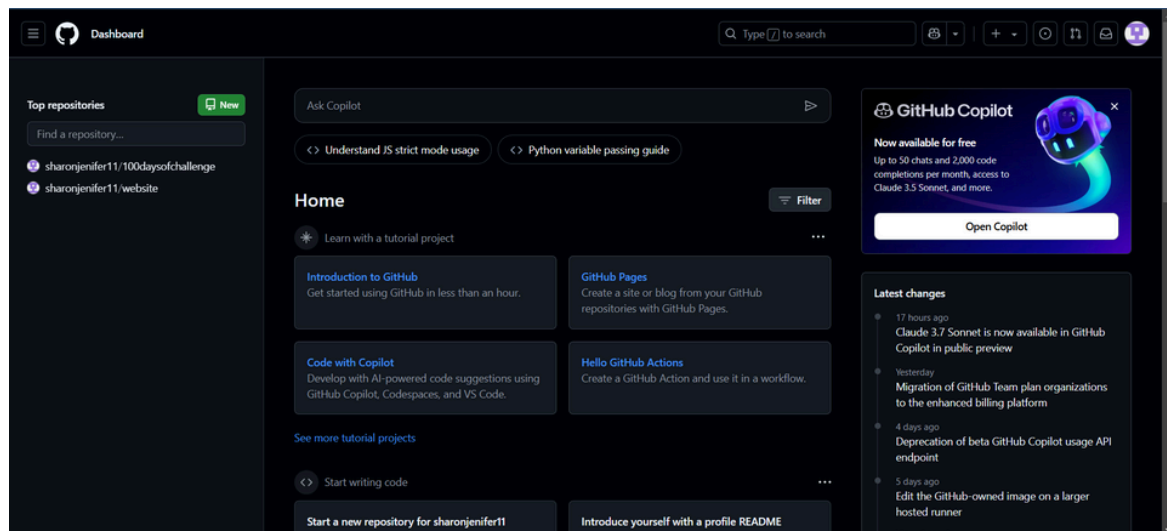 Dashboard
Type / to search
Top repositories
New
Find a repository...
sharonjenifer11/100daysofchallenge
sharonjenifer11/website
Ask Copilot
Understand JS strict mode usage
Python variable passing guide
Home
Filter
Learn with a tutorial project
Introduction to GitHub
Get started using GitHub in less than an hour.
GitHub Pages
Create a site or blog from your GitHub
repositories with GitHub Pages.
Code with Copilot
Develop with AI-powered code suggestions using
GitHub Copilot, Codespaces, and VS Code.
Hello GitHub Actions
Create a GitHub Action and use it in a workflow.
See more tutorial projects
Start writing code
Start a new repository for sharonjenifer11
Introduce yourself with a profile README
GitHub Copilot
Now available for free
Up to 50 chats and 2,000 code
completions per month, access to
Claude 3.5 Sonnet, and more.
Open Copilot
Latest changes
17 hours ago
Claude 3.7 Sonnet is now available in GitHub
Copilot in public preview
Yesterday
Migration of GitHub Team plan organizations
to the enhanced billing platform
4 days ago
Deprecation of beta GitHub Copilot usage API
endpoint
5 days ago
Edit the GitHub-owned image on a larger
hosted runner